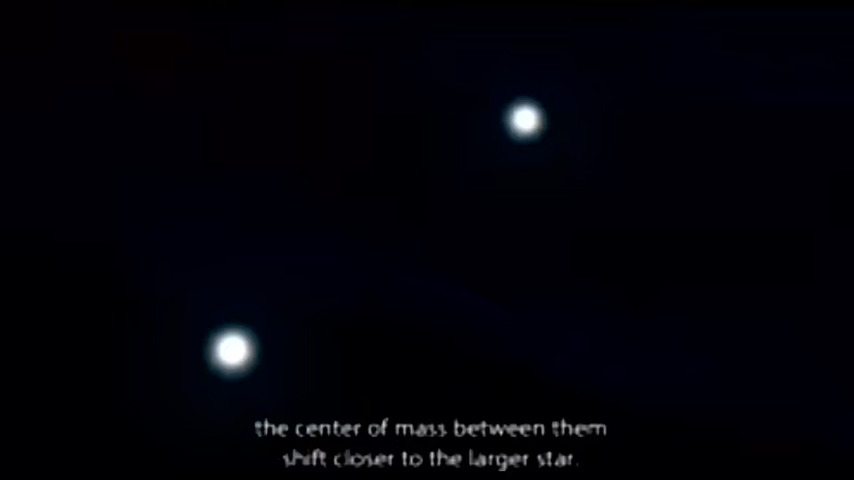 the center of mass between them
shift closer to the larger star.